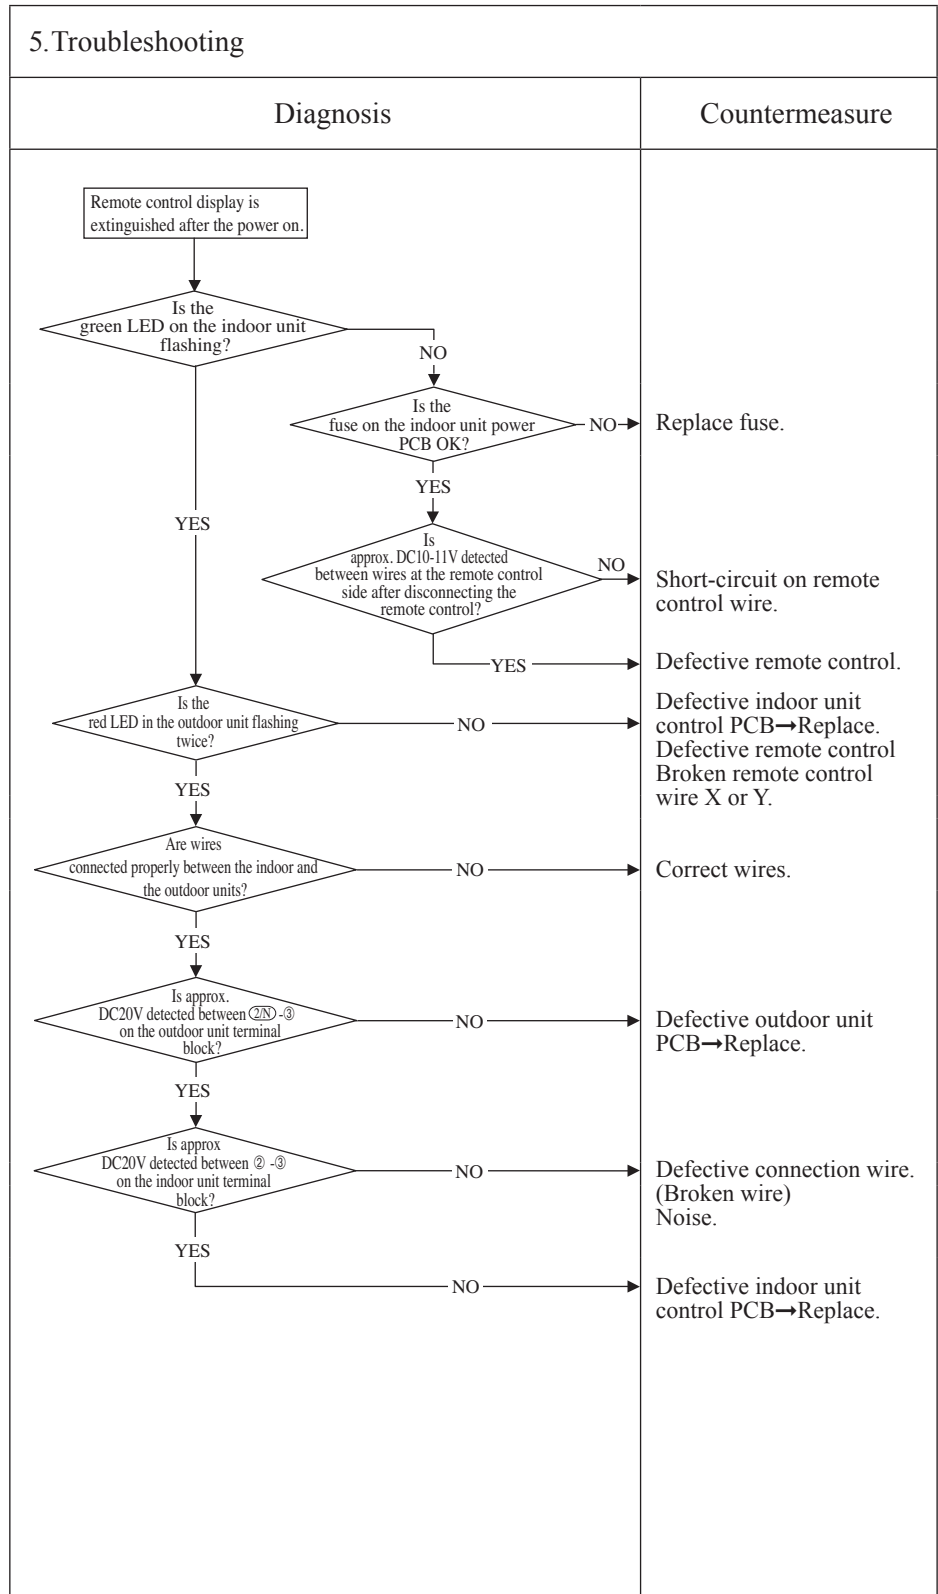 5.Troubleshooting
Diagnosis
Countermeasure
Remote control display is
extinguished after the power on.
Is the
green LED on the indoor unit
flashing?
NO
Is the
fuse on the indoor unit power
PCB OK?
NO
Replace fuse.
YES
YES
Is
approx. DC10-11V detected
between wires at the remote control
side after disconnecting the
remote control?
NO
Short-circuit on remote
control wire.
YES
Defective remote control.
Is the
red LED in the outdoor unit flashing
twice?
NO
Defective indoor unit
control PCB→Replace.
Defective remote control
Broken remote control
wire X or Y.
YES
Are wires
connected properly between the indoor and
the outdoor units?
NO
Correct wires.
YES
Is approx.
DC20V detected between 2/N -③
on the outdoor unit terminal
block?
NO
Defective outdoor unit
PCB→Replace.
YES
Is approx
DC20V detected between ② -③
on the indoor unit terminal
block?
NO
Defective connection wire.
(Broken wire)
Noise.
YES
NO
Defective indoor unit
control PCB→Replace.